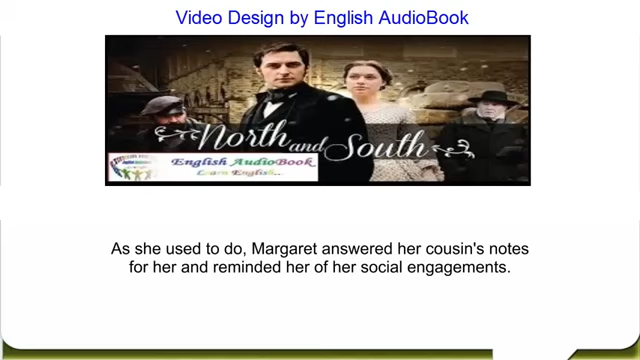 Video Design by English AudioBook
North and South
English AudioBook
Learn English...
As she used to do, Margaret answered her cousin's notes
for her and reminded her of her social engagements.